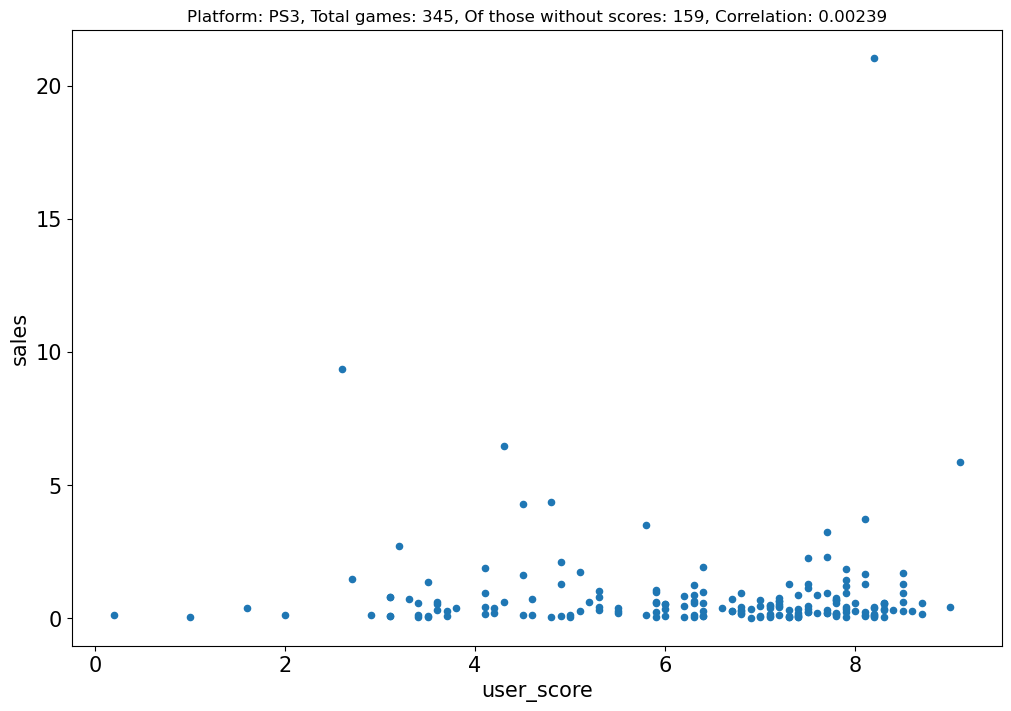 Platform: PS3, Total games: 345, Of those without scores: 159, Correlation: 0.00239
20
15
10
5
0
sales
0 2 4 6 8
user_score